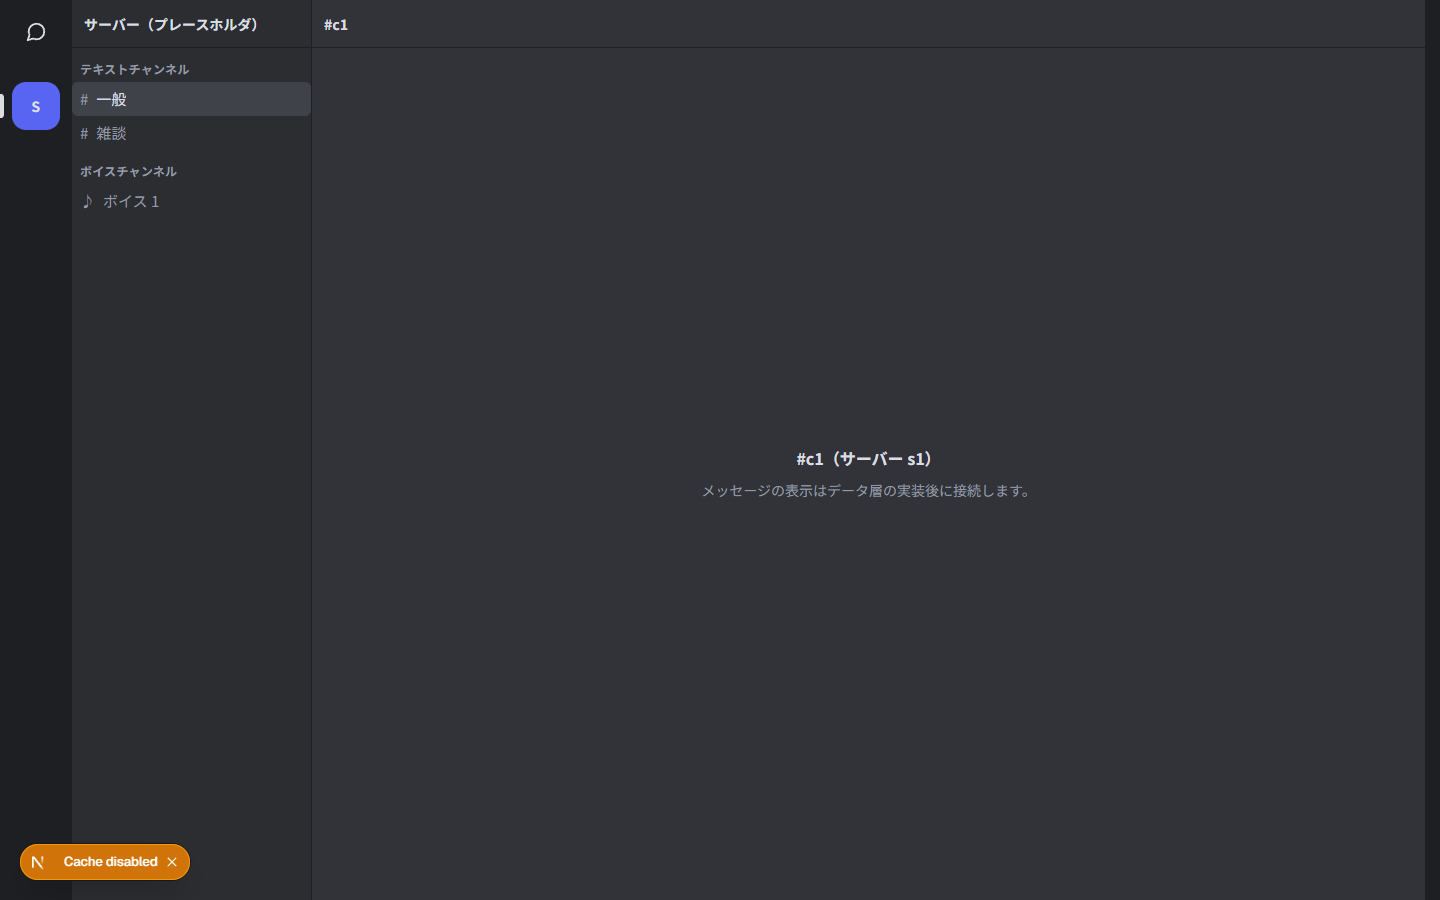 サーバー（プレースホルダ）
#c1
S
テキストチャンネル
# 一般
# 雑談
ボイスチャンネル
♪ ボイス 1
#c1（サーバー s1）
メッセージの表示はデータ層の実装後に接続します。
N Cache disabled ×